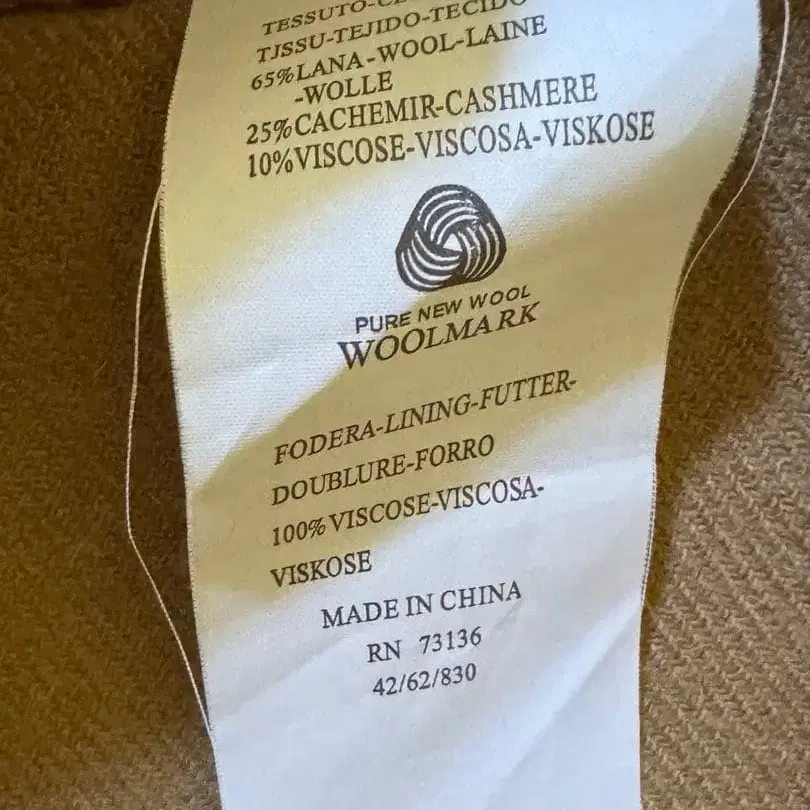 TESSUTO-
TJSSU-TEJIDO-TECIDO
65%LANA-WOOL-LAINE
-WOLLE
25%CACHEMIR-CASHMERE
10%VISCOSE-VISCOSA-VISKOSE
PURE NEW WOOL
WOOLMARK
FODERA-LINING-FUTTER-
DOUBLURE-FORRO
100% VISCOSE-VISCOSA-
VISKOSE
MADE IN CHINA
RN 73136
42/62/830